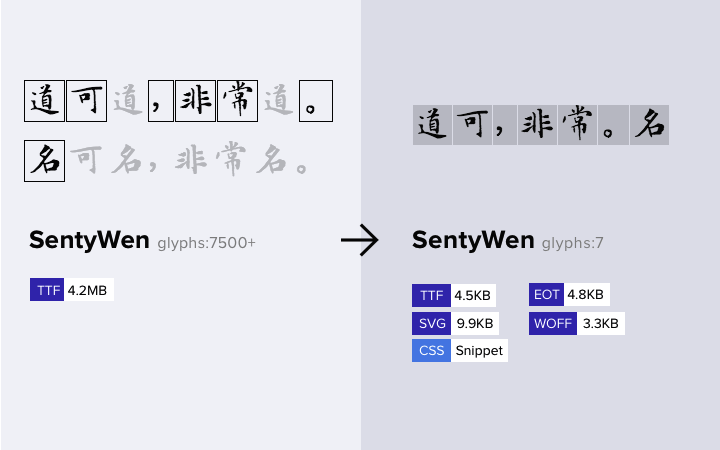 道可道，非常道。
名可名，非常名。
SentyWen glyphs:7500+
TTF 4.2MB
道可，非常。名
SentyWen glyphs:7
TTF 4.5KB EOT 4.8KB
SVG 9.9KB WOFF 3.3KB
CSS Snippet